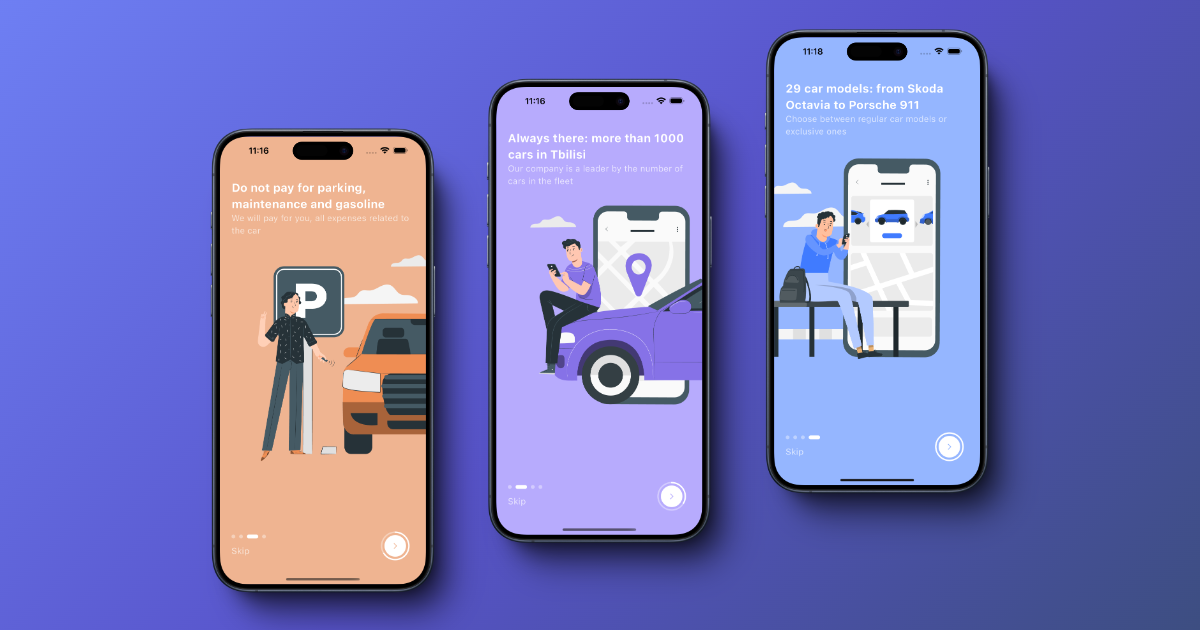 11:16
Do not pay for parking,
maintenance and gasoline
We will pay for you, all expenses related to
the car
P
Skip
11:16
Always there: more than 1000
cars in Tbilisi
Our company is a leader by the number of
cars in the fleet
Skip
11:18
29 car models: from Skoda
Octavia to Porsche 911
Choose between regular car models or
exclusive ones
Skip